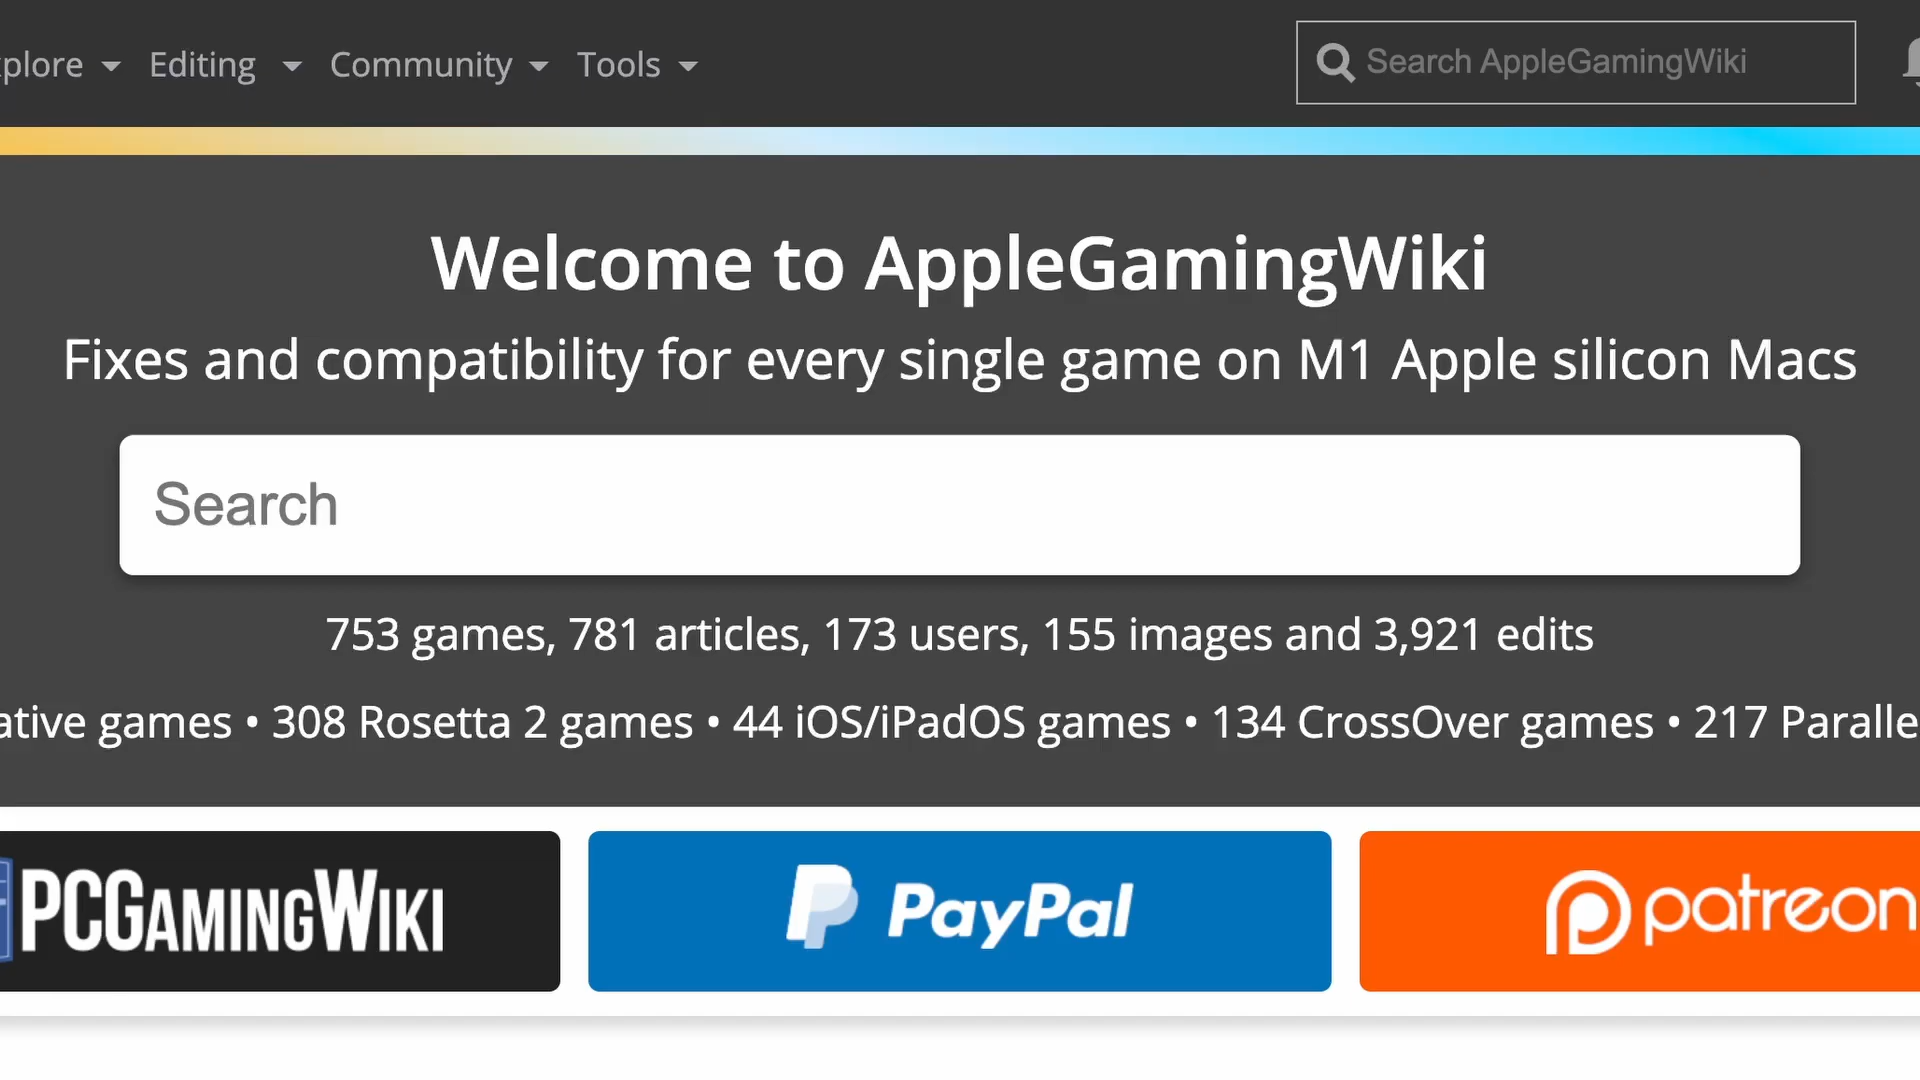 plore Editing Community Tools Search AppleGamingWiki
Welcome to AppleGamingWiki
Fixes and compatibility for every single game on M1 Apple silicon Macs
Search
753 games, 781 articles, 173 users, 155 images and 3,921 edits
ative games • 308 Rosetta 2 games • 44 iOS/iPadOS games • 134 CrossOver games • 217 Paralle
PCGamingWiki PayPal patreon